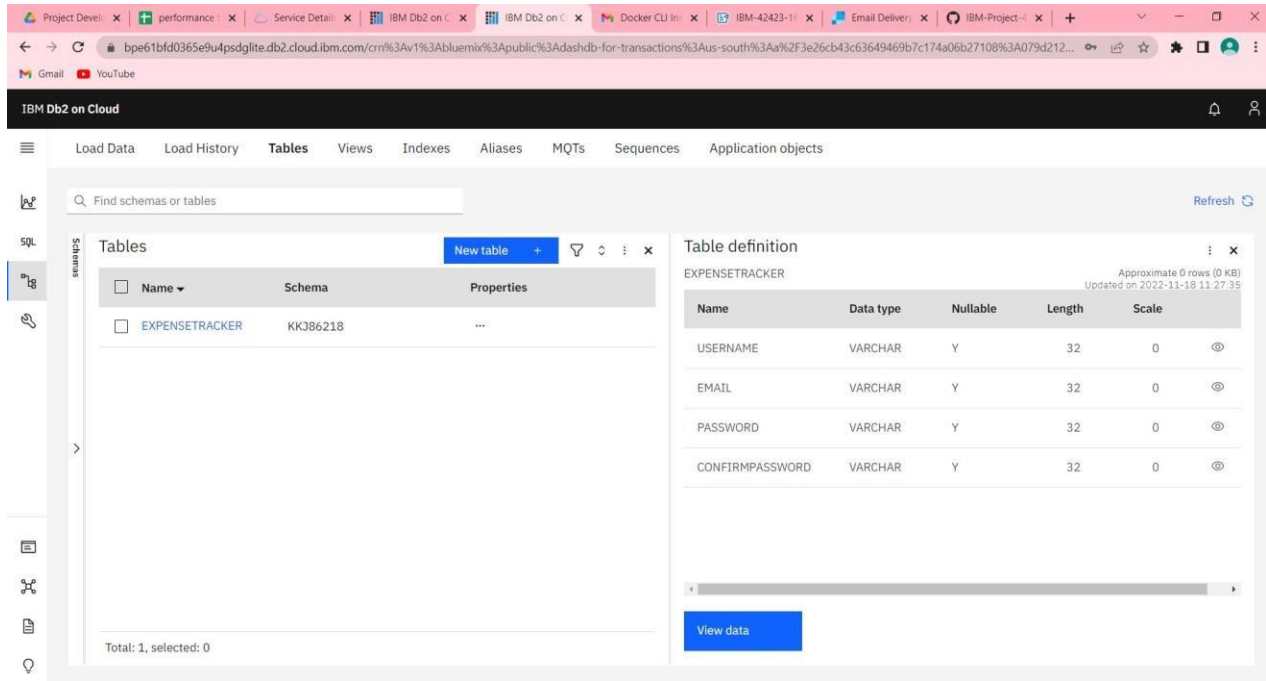 Project Develo performance t Service Detail IBM Db2 on C IBM Db2 on C Docker CLI Ins IBM-42423-16 Email Delivery IBM-Project-4
bpe61bfd0365e9u4psdglite.db2.cloud.ibm.com/crn%3Av1%3Abluemix%3Apublic%3Adashdb-for-transactions%3Aus-south%3Aa%2F3e26cb43c63649469b7c174a06b27108%3A079d212...
Gmail YouTube
IBM Db2 on Cloud
Load Data Load History Tables Views Indexes Aliases MQTs Sequences Application objects
Find schemas or tables Refresh
SQL
Schemas
Tables New table + Table definition
EXPENSETRACKER Approximate 0 rows (0 KB)
Updated on 2022-11-18 11:27:35
Name Schema Properties Name Data type Nullable Length Scale
EXPENSETRACKER KKJ86218 ...
USERNAME VARCHAR Y 32 0
EMAIL VARCHAR Y 32 0
PASSWORD VARCHAR Y 32 0
CONFIRMPASSWORD VARCHAR Y 32 0
View data
Total: 1, selected: 0